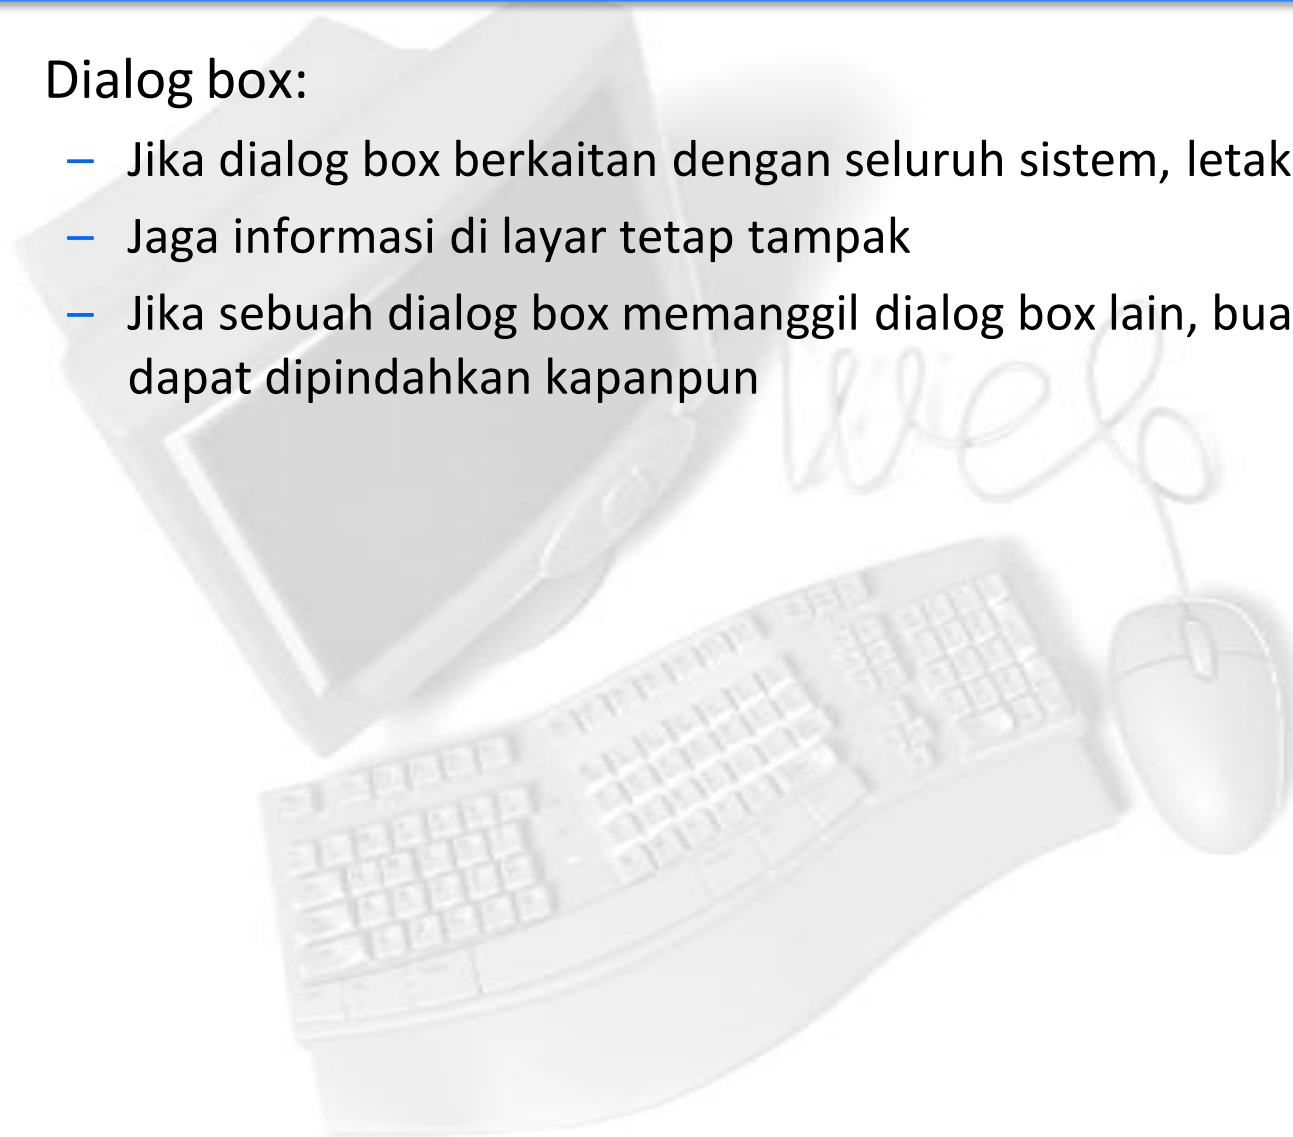 Dialog box:
– Jika dialog box berkaitan dengan seluruh sistem, letak
– Jaga informasi di layar tetap tampak
– Jika sebuah dialog box memanggil dialog box lain, bua
dapat dipindahkan kapanpun
web